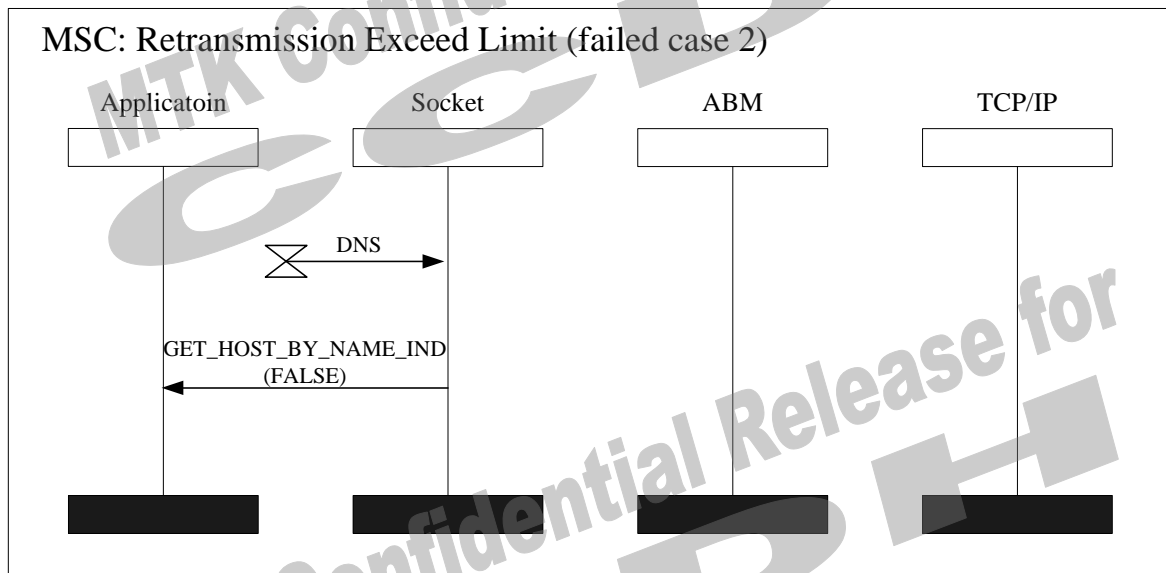 MSC: Retransmission Exceed Limit (failed case 2)
Applicatoin
Socket
ABM
TCP/IP
DNS
GET_HOST_BY_NAME_IND
(FALSE)
MTK Confi
Confidential Release for